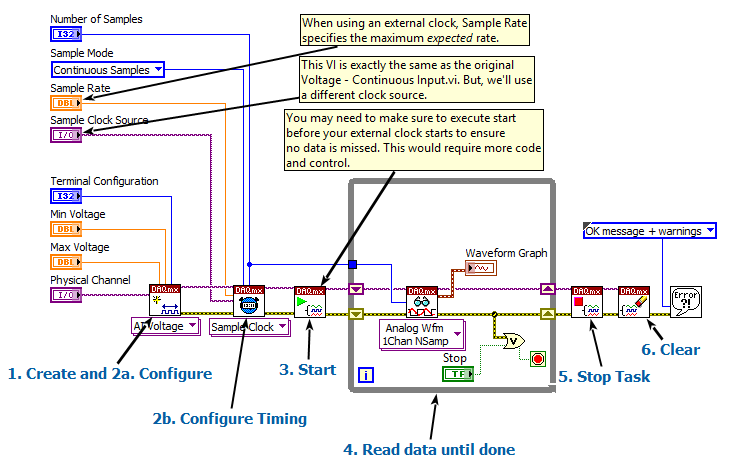 Number of Samples
I32
Sample Mode
Continuous Samples
Sample Rate
DBL
Sample Clock Source
I/O
When using an external clock, Sample Rate
specifies the maximum expected rate.
This VI is exactly the same as the original
Voltage - Continuous Input.vi. But, we'll use
a different clock source.
You may need to make sure to execute start
before your external clock starts to ensure
no data is missed. This would require more code
and control.
Terminal Configuration
I32
Min Voltage
DBL
Max Voltage
DBL
Physical Channel
I/O
DAQmx
AI Voltage
DAQmx
Sample Clock
DAQmx
Waveform Graph
DAQmx
Analog Wfm
1Chan NSamp
Stop
TF
V
i
OK message + warnings
DAQmx
DAQmx
Error
?!
1. Create and 2a. Configure
2b. Configure Timing
3. Start
4. Read data until done
5. Stop Task
6. Clear